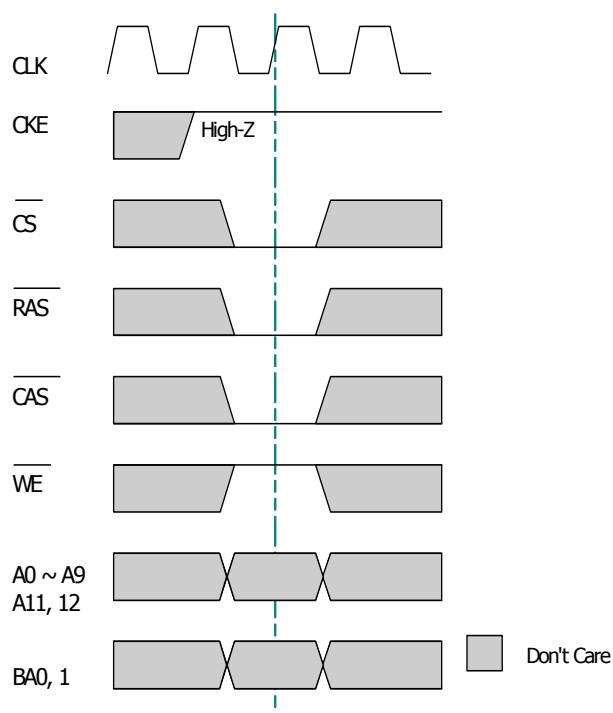 CLK
CKE
High-Z
CS
RAS
CAS
WE
A0 ~ A9
A11, 12
BA0, 1
Don't Care